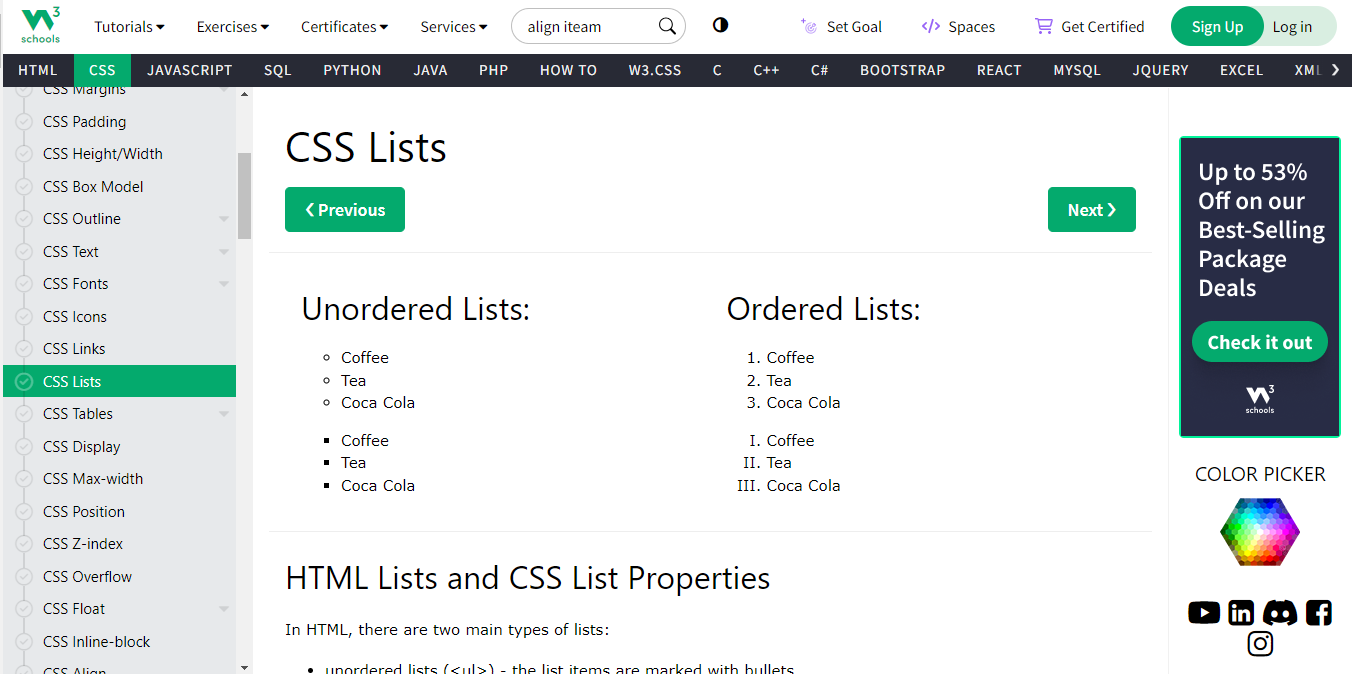 W3 schools
Tutorials Exercises Certificates Services align iteam Set Goal Spaces Get Certified Sign Up Log in
HTML CSS JAVASCRIPT SQL PYTHON JAVA PHP HOW TO W3.CSS C C++ C# BOOTSTRAP REACT MYSQL JQUERY EXCEL XML
CSS Margins
CSS Padding
CSS Height/Width
CSS Box Model
CSS Outline
CSS Text
CSS Fonts
CSS Icons
CSS Links
CSS Lists
CSS Tables
CSS Display
CSS Max-width
CSS Position
CSS Z-index
CSS Overflow
CSS Float
CSS Inline-block
CSS Align
CSS Lists
❮ Previous
Next ❯
Unordered Lists:
Coffee
Tea
Coca Cola
Coffee
Tea
Coca Cola
Ordered Lists:
1. Coffee
2. Tea
3. Coca Cola
I. Coffee
II. Tea
III. Coca Cola
HTML Lists and CSS List Properties
In HTML, there are two main types of lists:
• unordered lists (<ul>) - the list items are marked with bullets
Up to 53%
Off on our
Best-Selling
Package
Deals
Check it out
W3
schools
COLOR PICKER